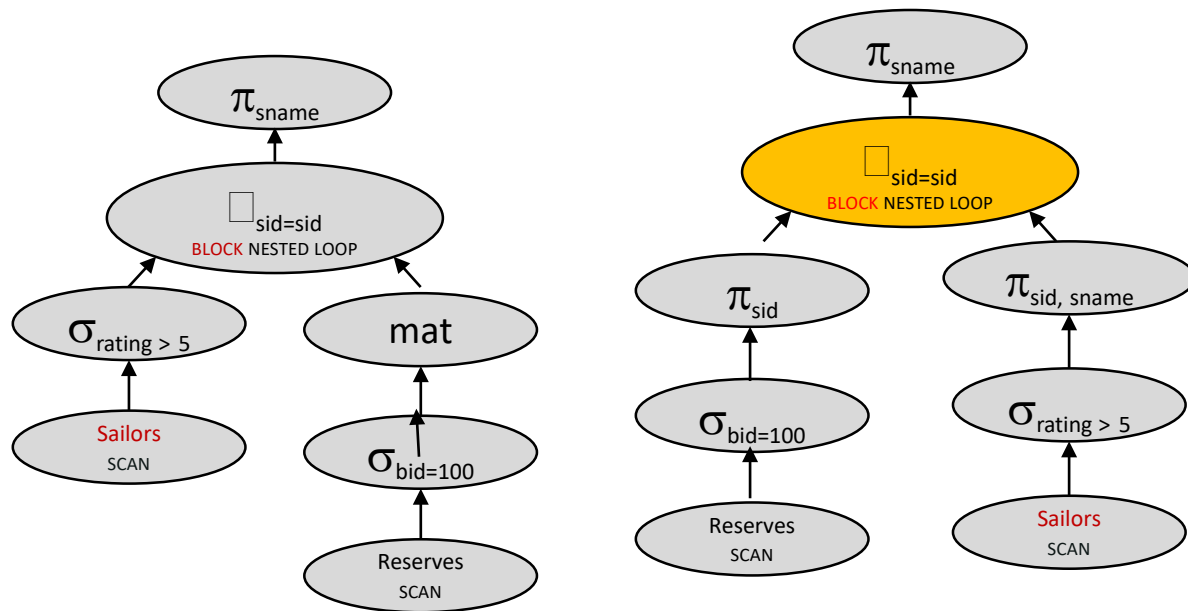 πsname
□sid=sid
BLOCK NESTED LOOP
σrating > 5
mat
Sailors
SCAN
σbid=100
Reserves
SCAN
πsname
□sid=sid
BLOCK NESTED LOOP
πsid
πsid, sname
σbid=100
σrating > 5
Reserves
SCAN
Sailors
SCAN